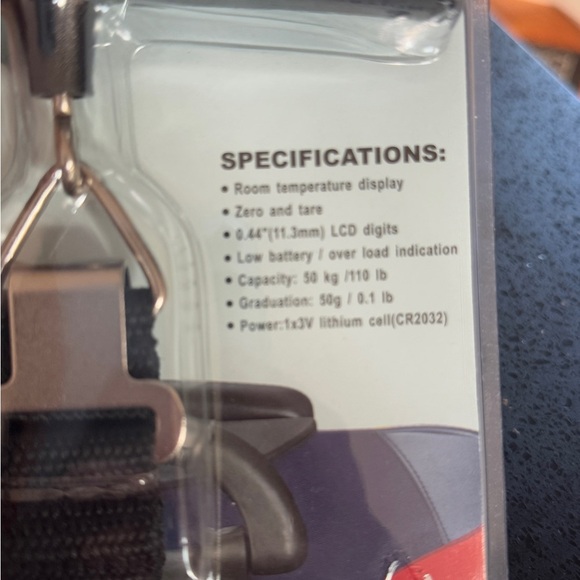 SPECIFICATIONS:
• Room temperature display
• Zero and tare
• 0.44"(11.3mm) LCD digits
• Low battery / over load indication
• Capacity: 50 kg /110 lb
• Graduation: 50g / 0.1 lb
• Power:1x3V lithium cell(CR2032)